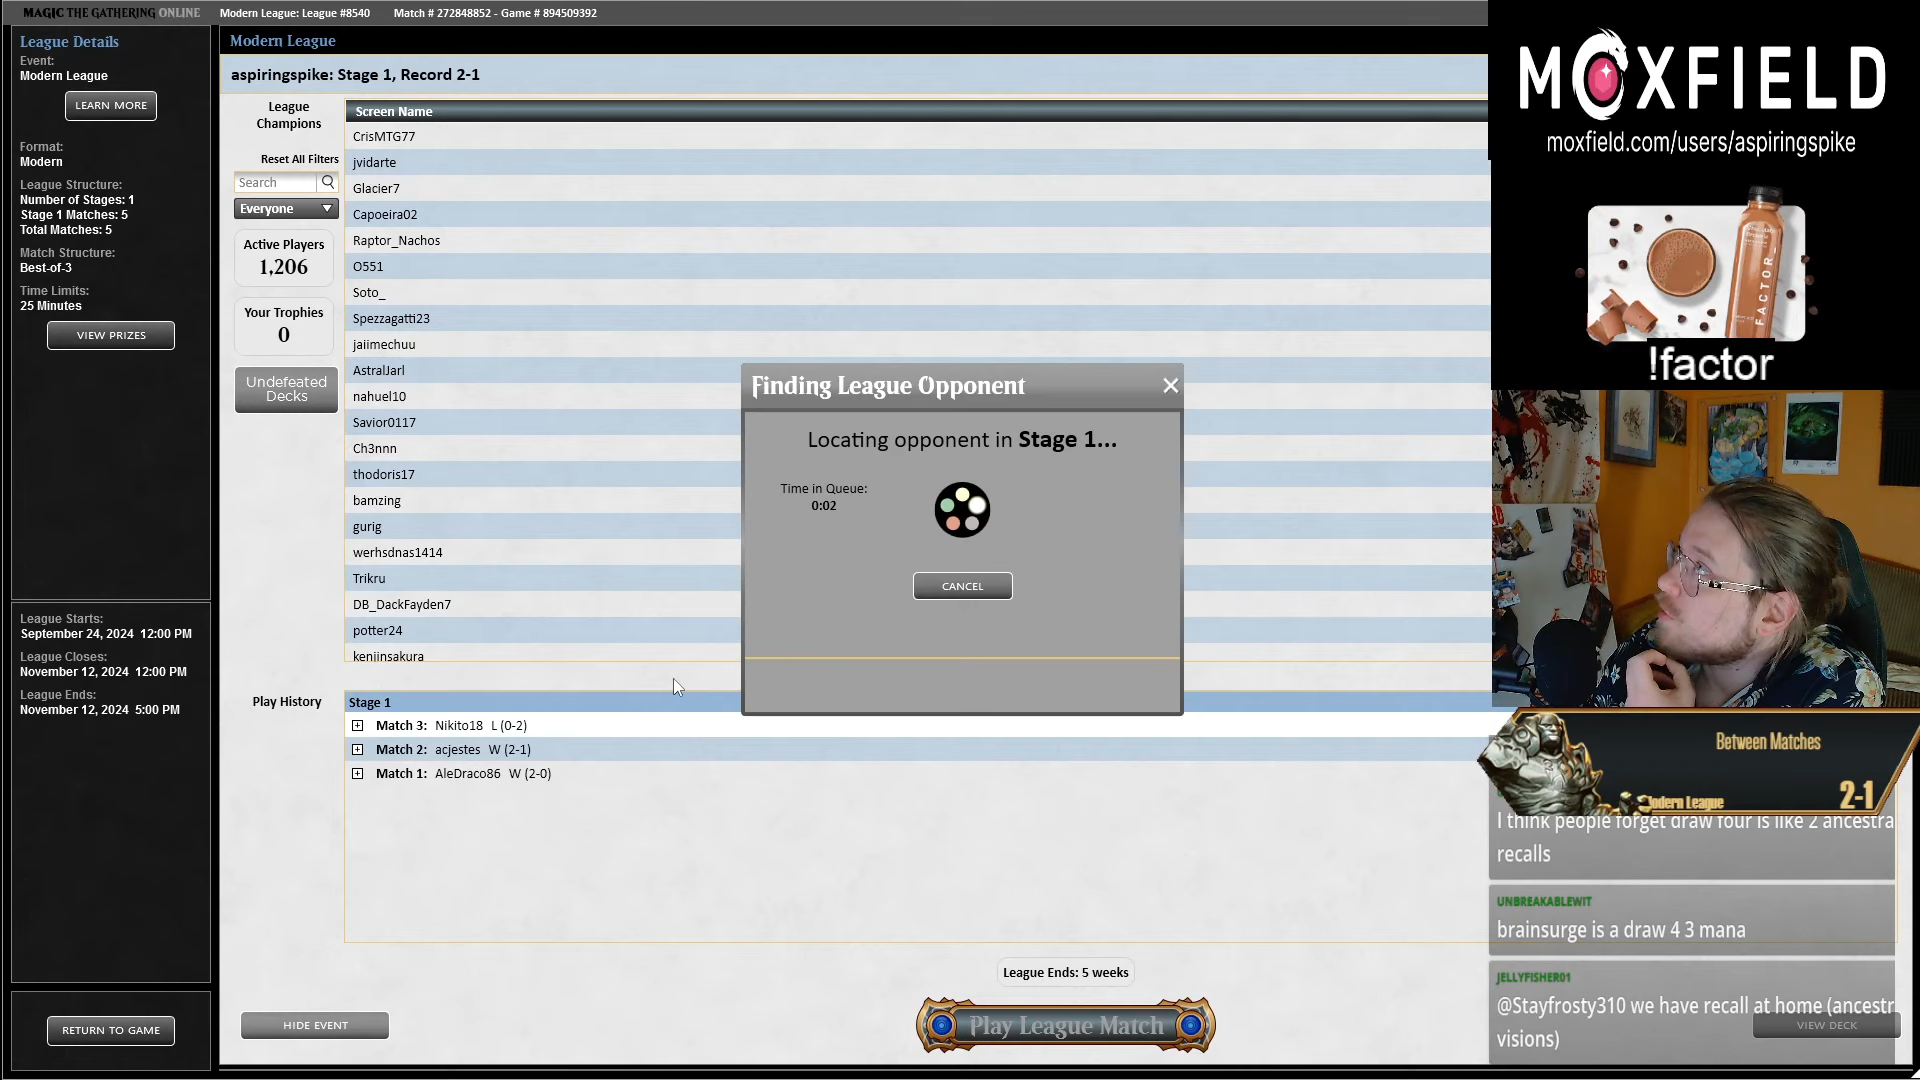 MAGIC THE GATHERING ONLINE
Modern League: League #8540
Match # 272848852 - Game # 894509392
League Details
Event:
Modern League
LEARN MORE
Format:
Modern
League Structure:
Number of Stages: 1
Stage 1 Matches: 5
Total Matches: 5
Match Structure:
Best-of-3
Time Limits:
25 Minutes
VIEW PRIZES
League Starts:
September 24, 2024 12:00 PM
League Closes:
November 12, 2024 12:00 PM
League Ends:
November 12, 2024 5:00 PM
RETURN TO GAME
Modern League
aspiringspike: Stage 1, Record 2-1
League
Champions
Reset All Filters
Search
Everyone
Active Players
1,206
Your Trophies
0
Undefeated
Decks
Screen Name
CrisMTG77
jvidarte
Glacier7
Capoeira02
Raptor_Nachos
O551
Soto_
Spezzagatti23
jaiimechuu
AstralJarl
nahuel10
Savior0117
Ch3nnn
thodoris17
bamzing
gurig
werhsdnas1414
Trikru
DB_DackFayden7
potter24
kenjinsakura
Finding League Opponent
Locating opponent in Stage 1...
Time in Queue:
0:02
CANCEL
Play History
Stage 1
Match 3: Nikito18 L (0-2)
Match 2: acjestes W (2-1)
Match 1: AleDraco86 W (2-0)
League Ends: 5 weeks
HIDE EVENT
Play League Match
VIEW DECK
MOXFIELD
moxfield.com/users/aspiringspike
FACTOR_
!factor
Between Matches
Modern League
2-1
I think people forget draw four is like 2 ancestra
recalls
UNBREAKABLEWIT
brainsurge is a draw 4 3 mana
JELLYFISHER01
@Stayfrosty310 we have recall at home (ancestr
visions)